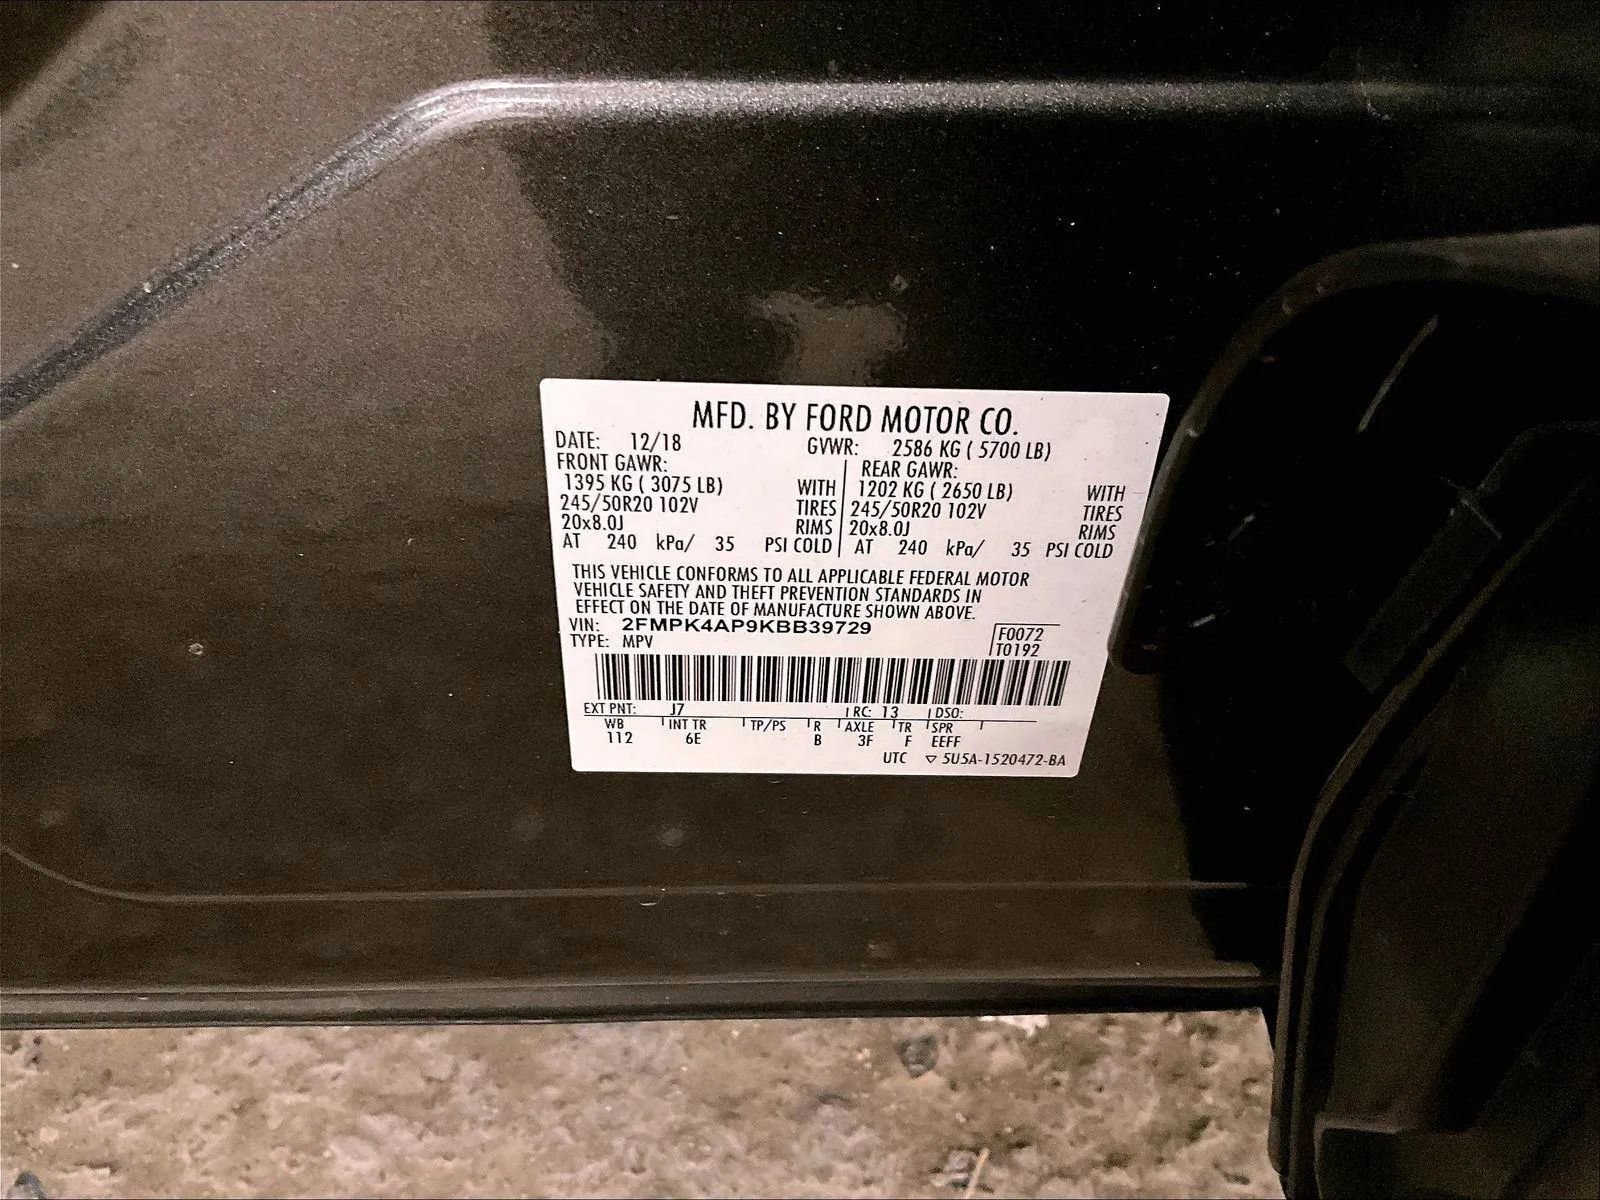 MFD. BY FORD MOTOR CO.
DATE: 12/18 GVWR: 2586 KG ( 5700 LB)
FRONT GAWR: REAR GAWR:
1395 KG ( 3075 LB) WITH 1202 KG ( 2650 LB) WITH
245/50R20 102V TIRES 245/50R20 102V TIRES
20x8.0J RIMS 20x8.0J RIMS
AT 240 kPa/ 35 PSI COLD AT 240 kPa/ 35 PSI COLD
THIS VEHICLE CONFORMS TO ALL APPLICABLE FEDERAL MOTOR
VEHICLE SAFETY AND THEFT PREVENTION STANDARDS IN
EFFECT ON THE DATE OF MANUFACTURE SHOWN ABOVE.
VIN: 2FMPK4AP9KBB39729 F0072
TYPE: MPV T0192
EXT PNT: J7 RC: 13 DSO:
WB INT TR TP/PS R AXLE TR SPR
112 6E B 3F F EEFF
UTC ▽ 5U5A-1520472-BA